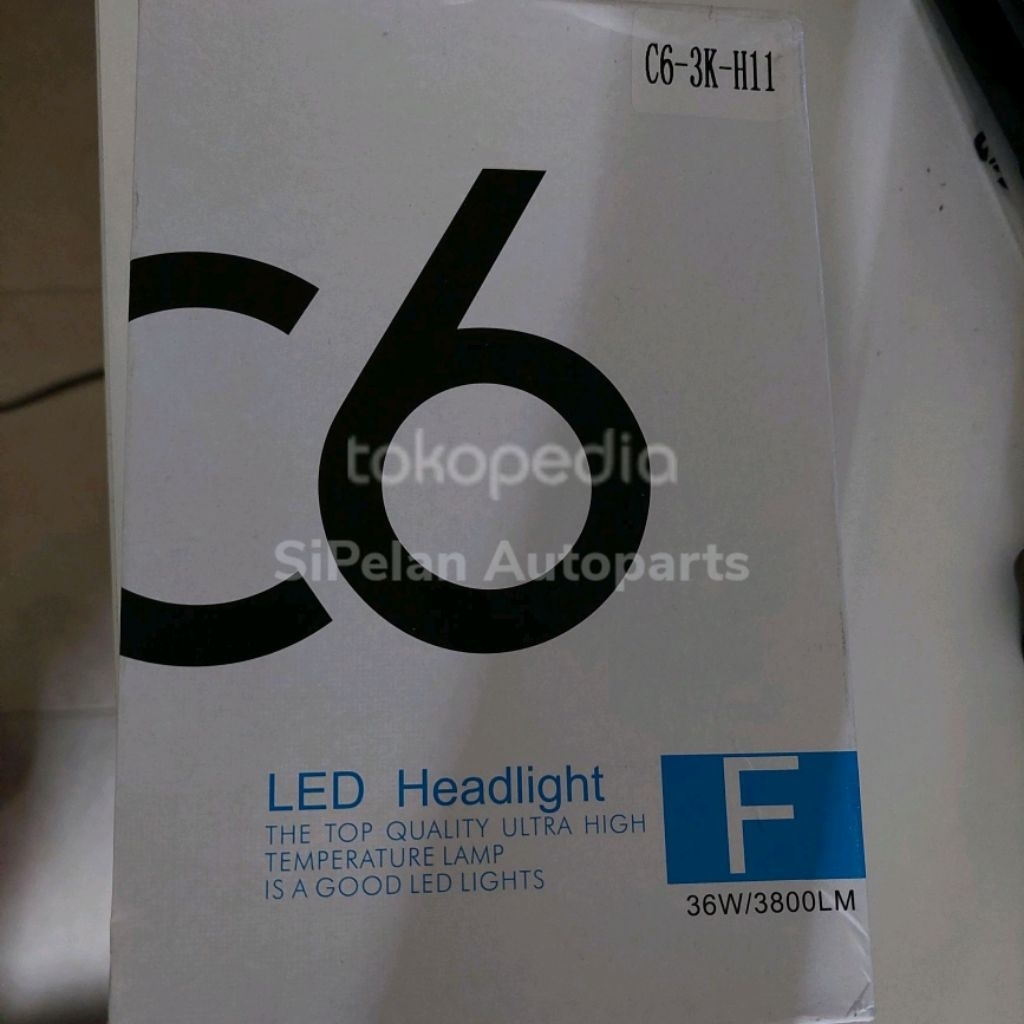 C6-3K-H11
C6
tokopedia
SiPelan Autoparts
LED Headlight
THE TOP QUALITY ULTRA HIGH
TEMPERATURE LAMP
IS A GOOD LED LIGHTS
F
36W/3800LM